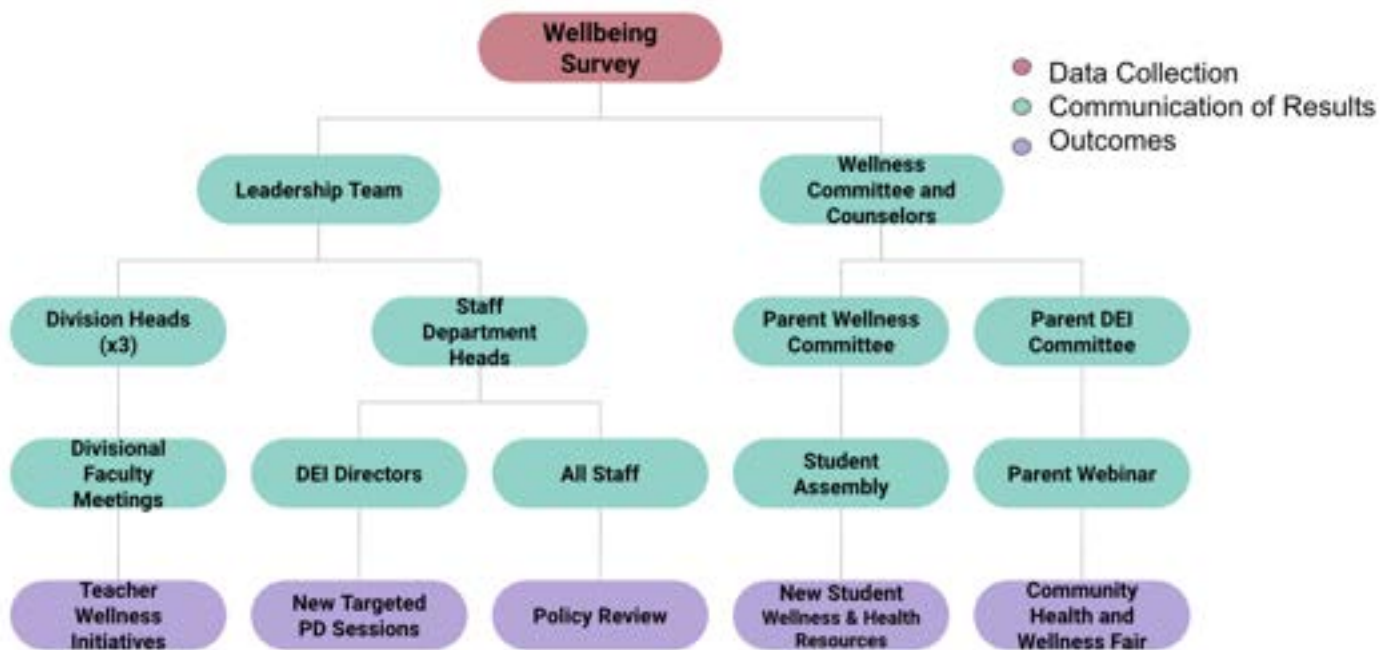 Wellbeing
Survey
Data Collection
Communication of Results
Outcomes
Leadership Team
Wellness
Committee and
Counselors
Division Heads
(x3)
Staff
Department
Heads
Parent Wellness
Committee
Parent DEI
Committee
Divisional
Faculty
Meetings
DEI Directors
All Staff
Student
Assembly
Parent Webinar
Teacher
Wellness
Initiatives
New Targeted
PD Sessions
Policy Review
New Student
Wellness & Health
Resources
Community
Health and
Wellness Fair